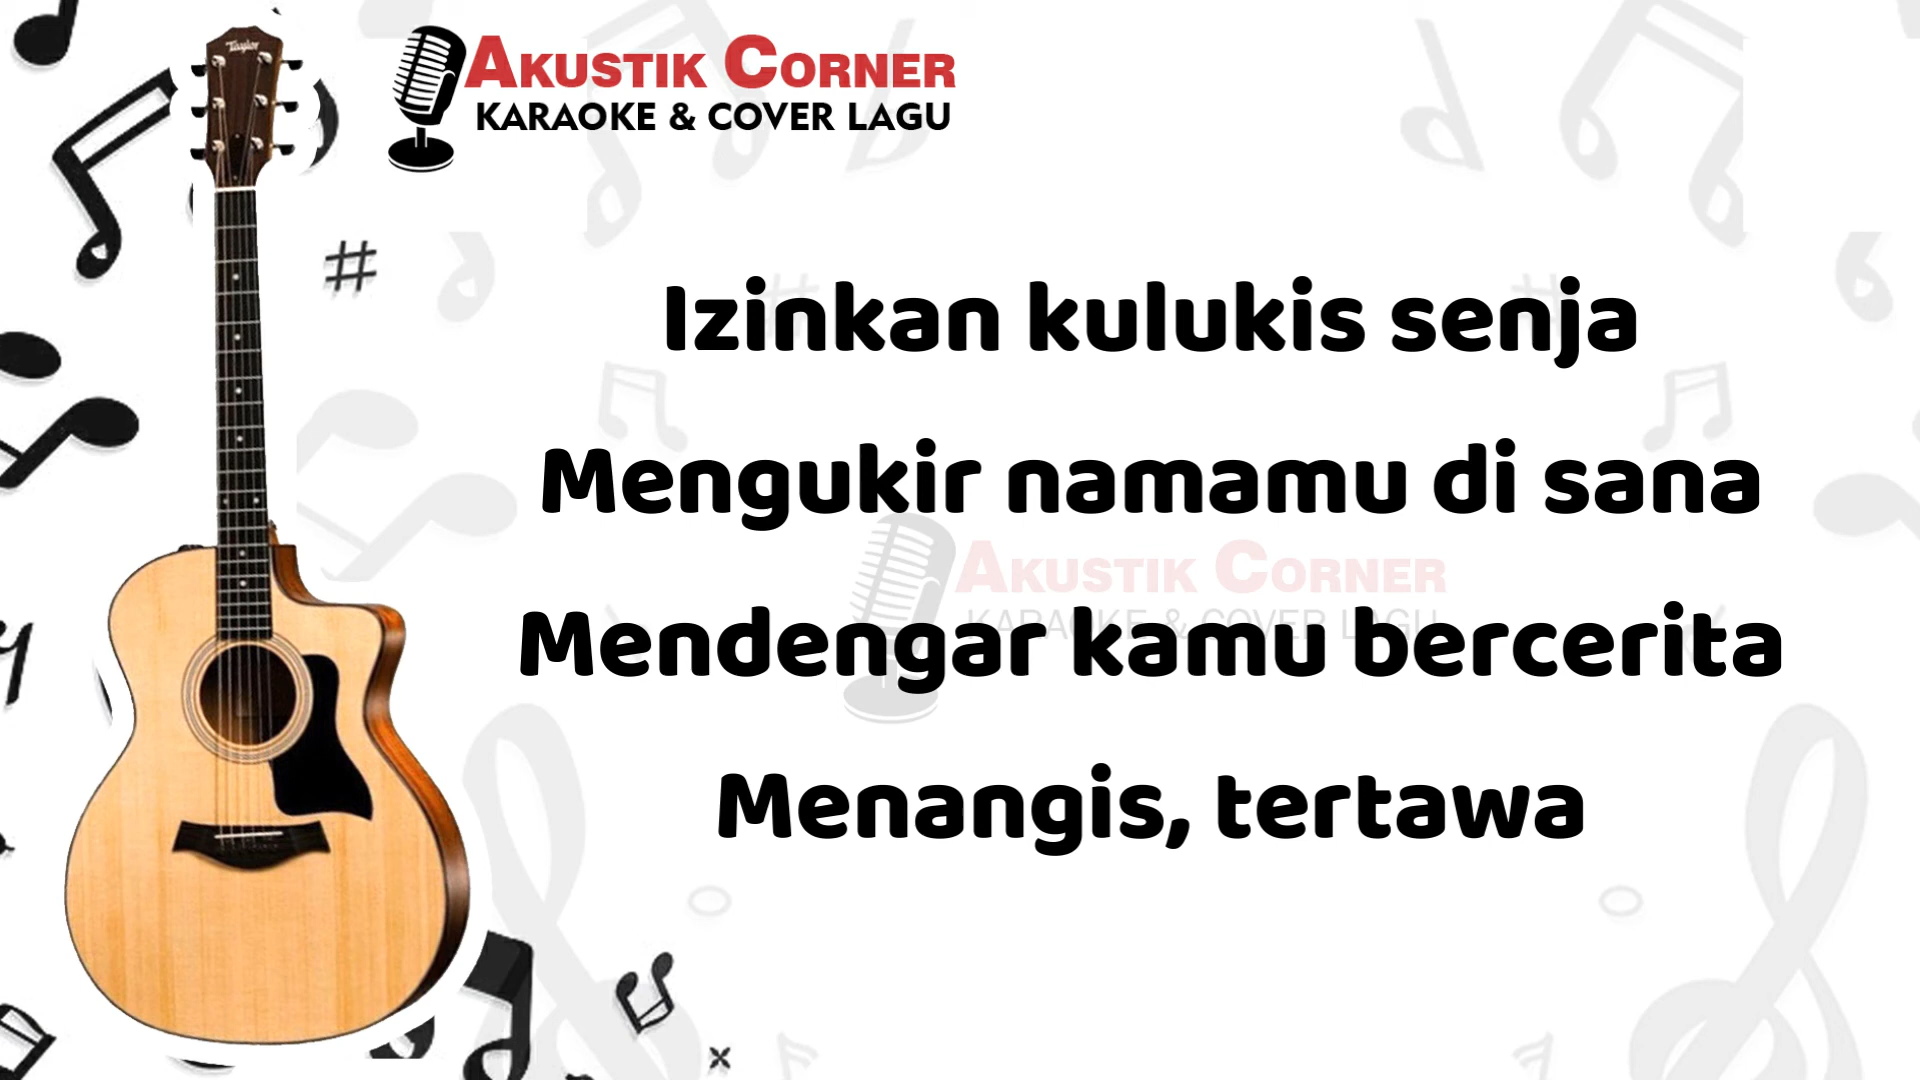 Taylor
AKUSTIK CORNER
KARAOKE & COVER LAGU
Izinkan kulukis senja
Mengukir namamu di sana
AKUSTIK CORNER
KARAOKE & COVER LAGU
Mendengar kamu bercerita
Menangis, tertawa